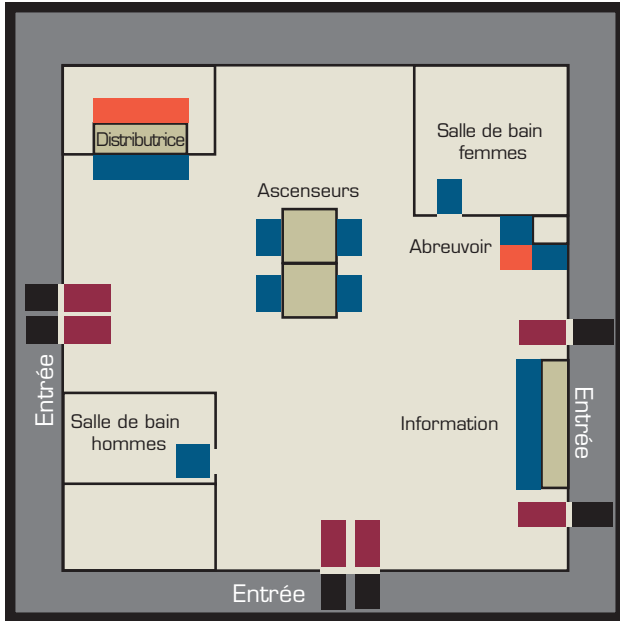 Distributrice
Salle de bain
femmes
Ascenseurs
Abreuvoir
Entrée
Salle de bain
hommes
Information
Entrée
Entrée